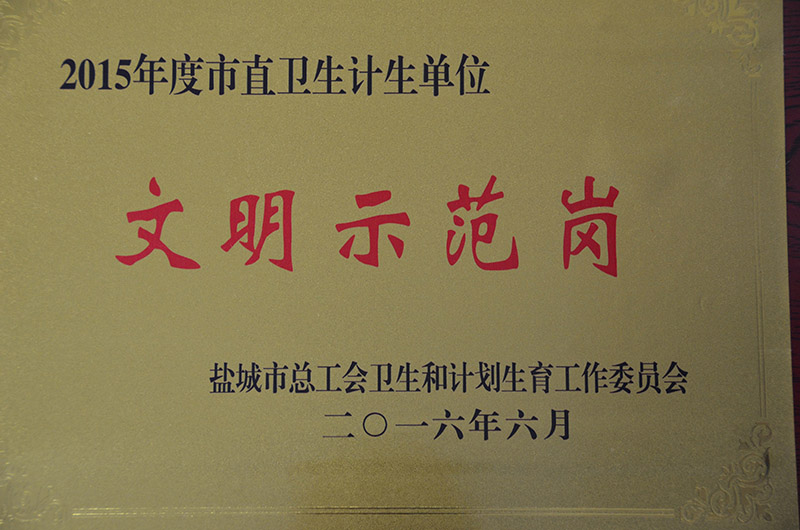 2015年度市直卫生计生单位
文明示范岗
盐城市总工会卫生和计划生育工作委员会
二〇一六年六月